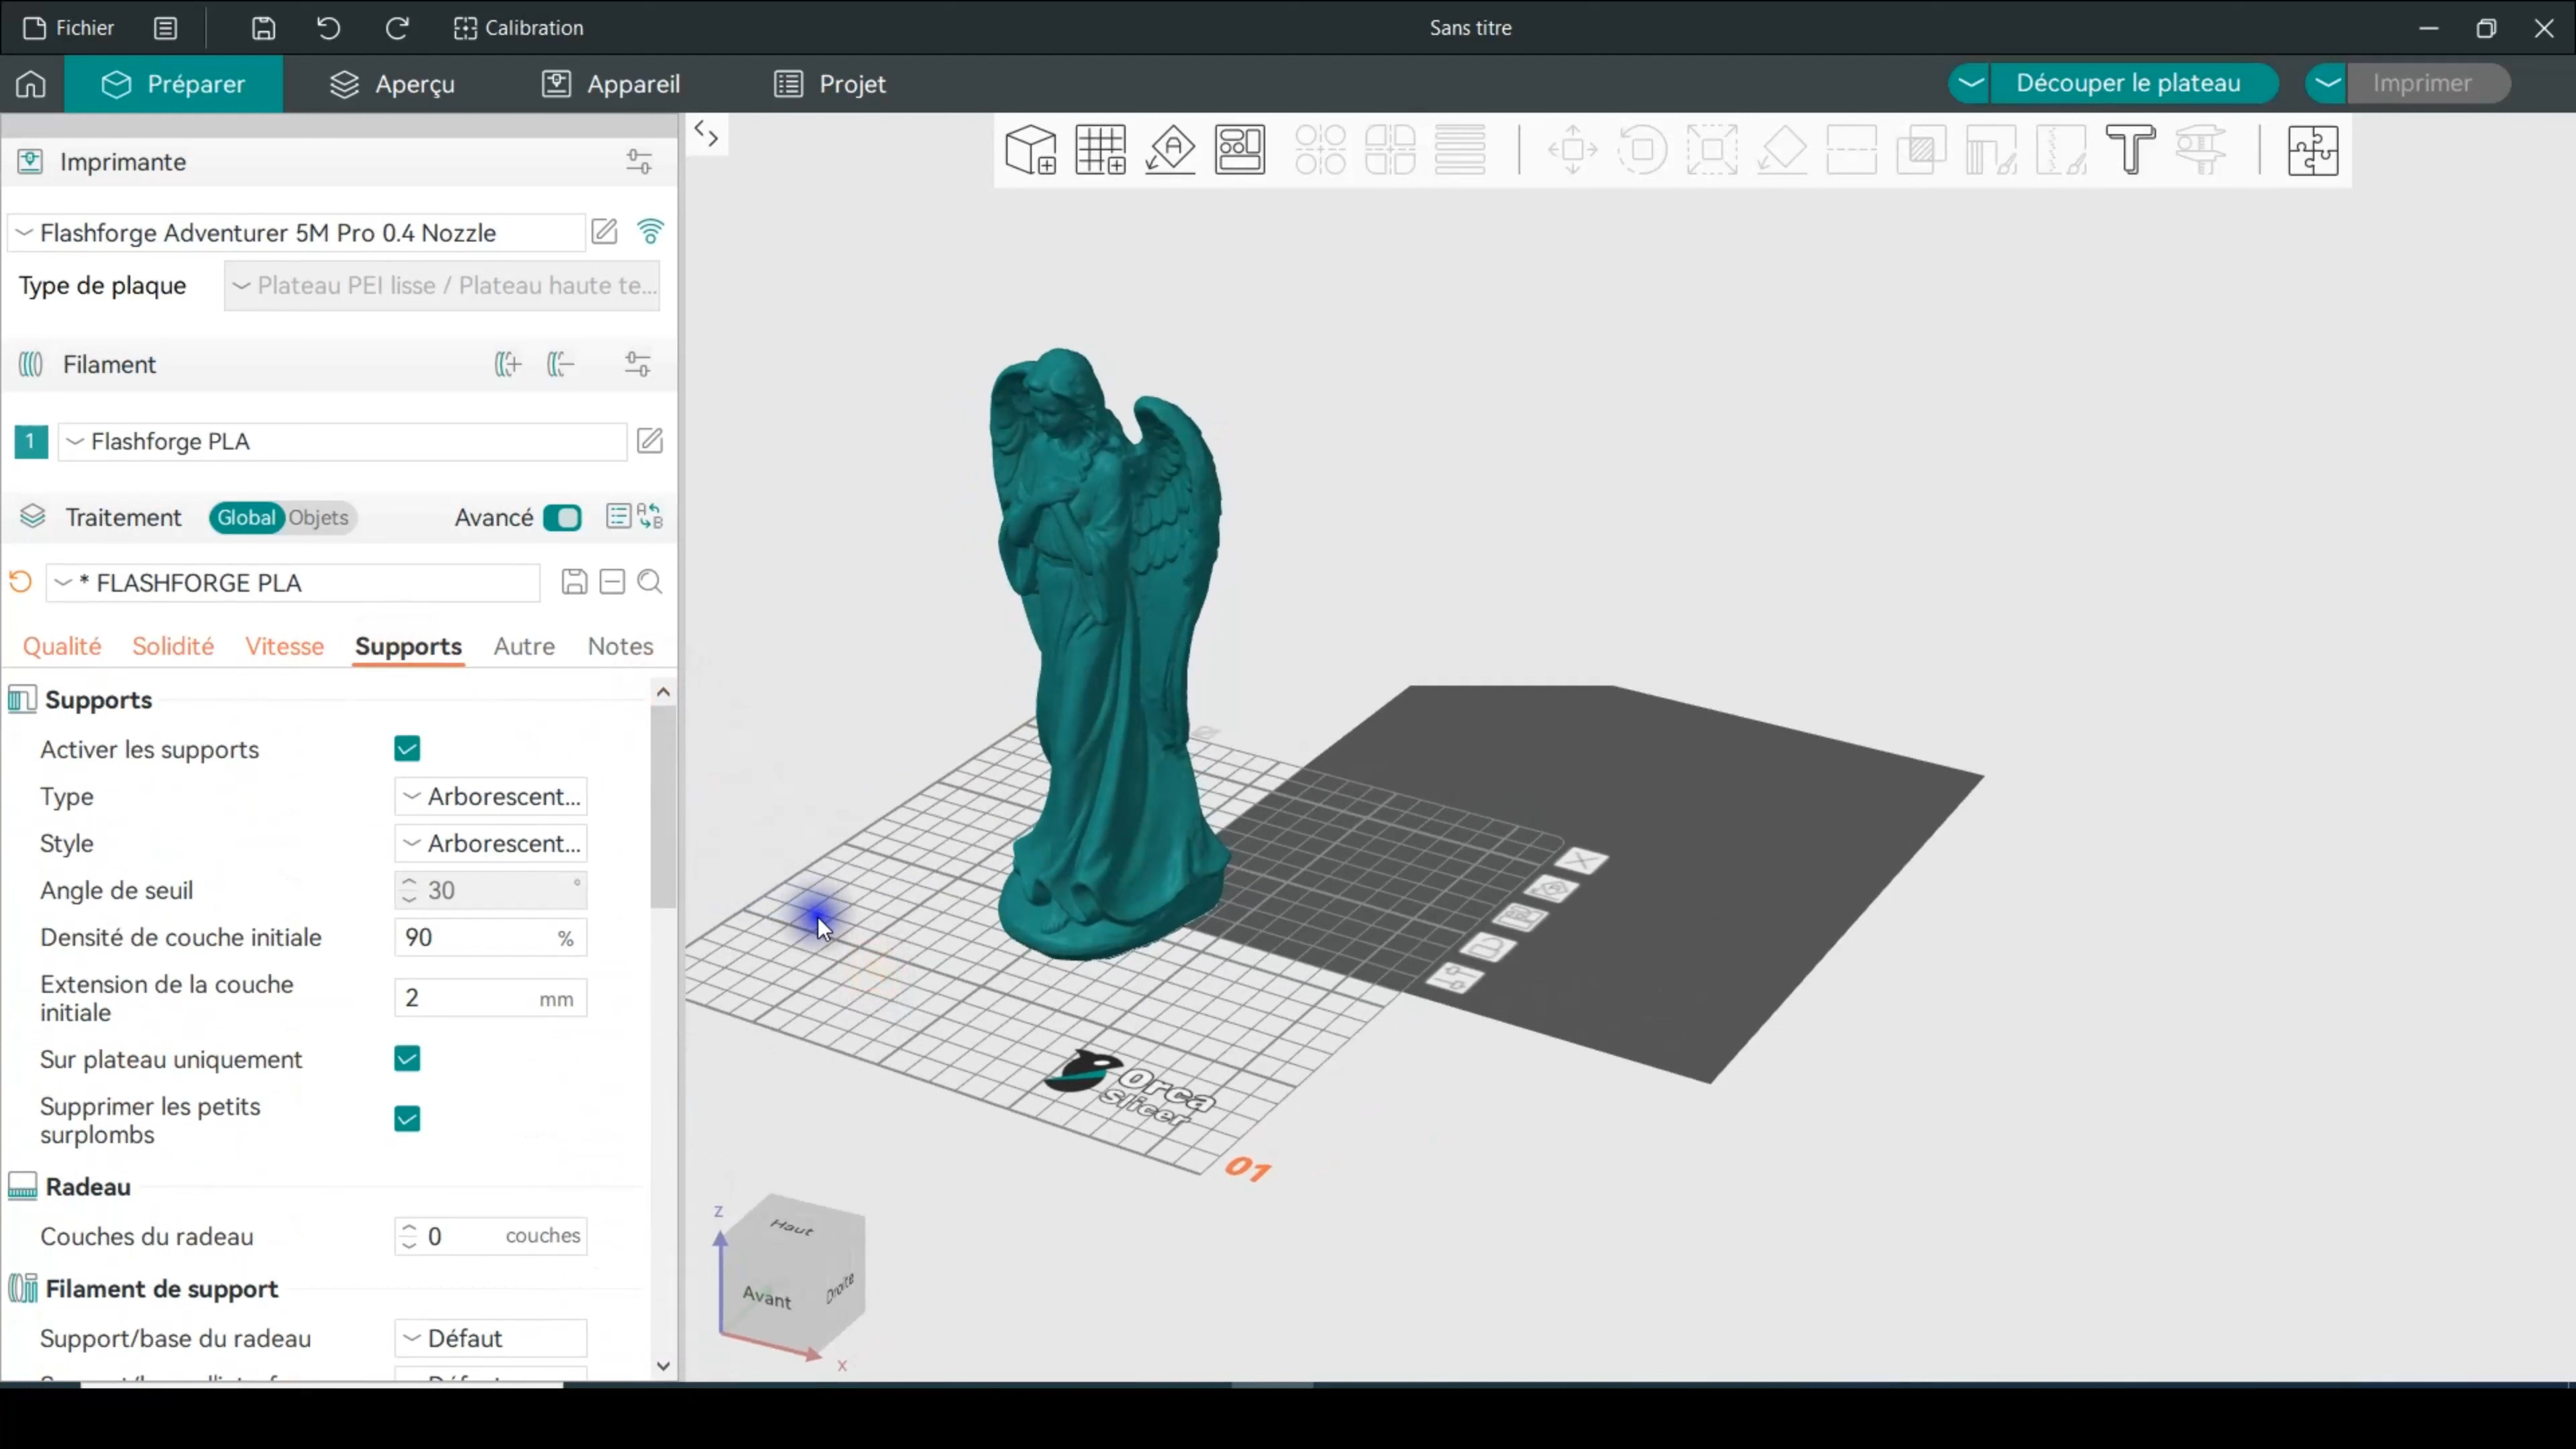 Fichier
Calibration
Sans titre
Préparer
Aperçu
Appareil
Projet
Découper le plateau
Imprimer
Imprimante
Flashforge Adventurer 5M Pro 0.4 Nozzle
Type de plaque
Plateau PEI lisse / Plateau haute te...
Filament
1
Flashforge PLA
Traitement
Global
Objets
Avancé
* FLASHFORGE PLA
Qualité
Solidité
Vitesse
Supports
Autre
Notes
Supports
Activer les supports
Type
Arborescent...
Style
Arborescent...
Angle de seuil
30 °
Densité de couche initiale
90 %
Extension de la couche
initiale
2 mm
Sur plateau uniquement
Supprimer les petits
surplombs
Radeau
Couches du radeau
0 couches
Filament de support
Support/base du radeau
Défaut
Orca
Slicer
01
Z
Haut
Avant
Droite
X